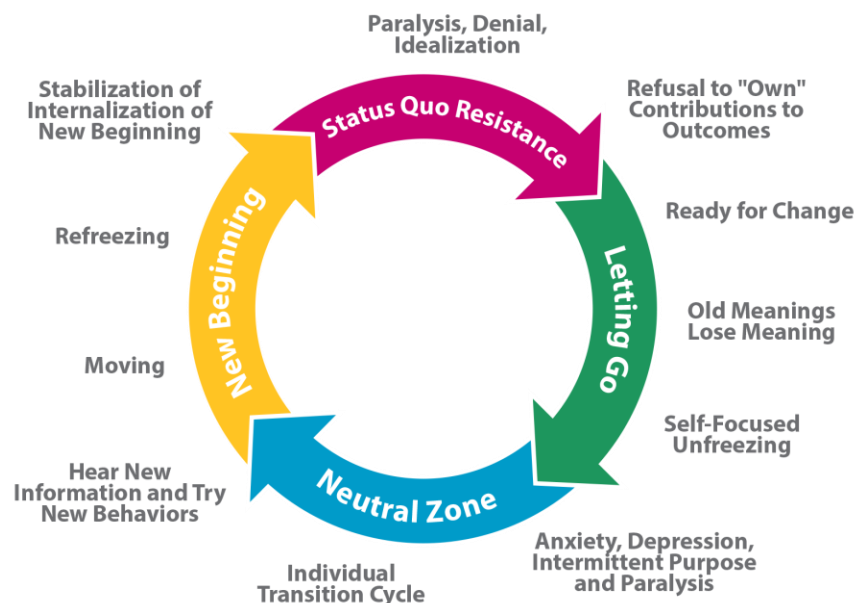 Paralysis, Denial,
Idealization
Status Quo Resistance
Refusal to "Own"
Contributions to
Outcomes
Ready for Change
Letting Go
Old Meanings
Lose Meaning
Self-Focused
Unfreezing
Anxiety, Depression,
Intermittent Purpose
and Paralysis
Neutral Zone
Individual
Transition Cycle
Hear New
Information and Try
New Behaviors
Moving
New Beginning
Refreezing
Stabilization of
Internalization of
New Beginning